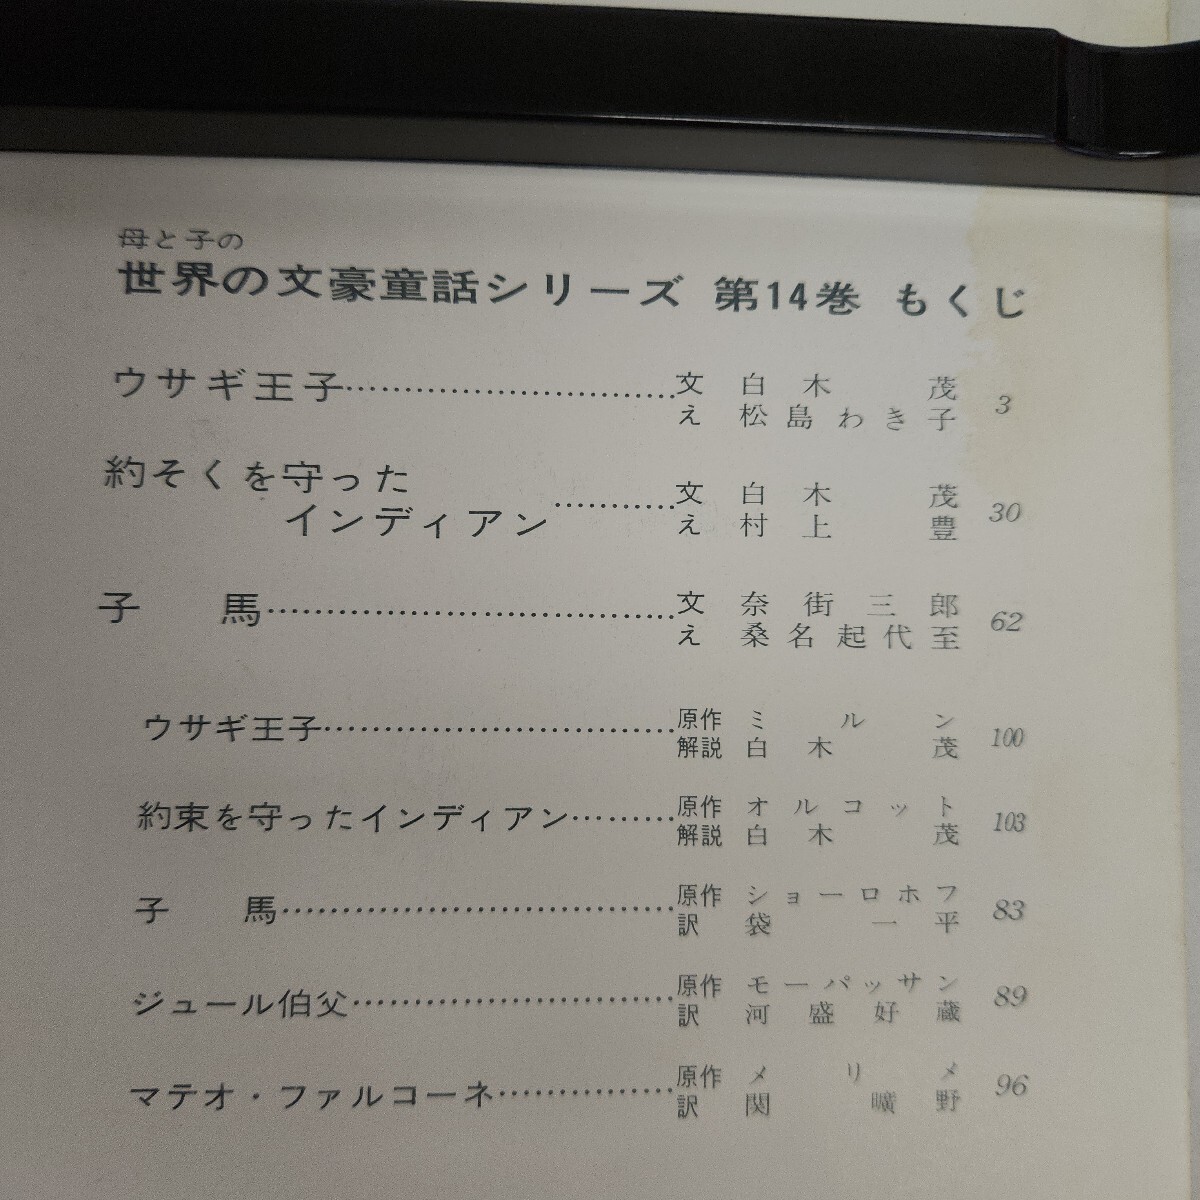 母と子の
世界の文豪童話シリーズ 第14巻 もくじ
ウサギ王子……………………………文 白木茂 3
え 松島わき子
約そくを守った
インディアン…………文 白木茂 30
え 村上豊
子馬……………………………………文 奈街三郎 62
え 桑名起代至
ウサギ王子……………………………原作 ミルン 100
解説 白木茂
約束を守ったインディアン………原作 オルコット 103
解説 白木茂
子馬……………………………………原作 ショーロホフ 83
訳 袋一平
ジュール伯父…………………………原作 モーパッサン 89
訳 河盛好蔵
マテオ・ファルコーネ………………原作 メリメ 96
訳 関曠野